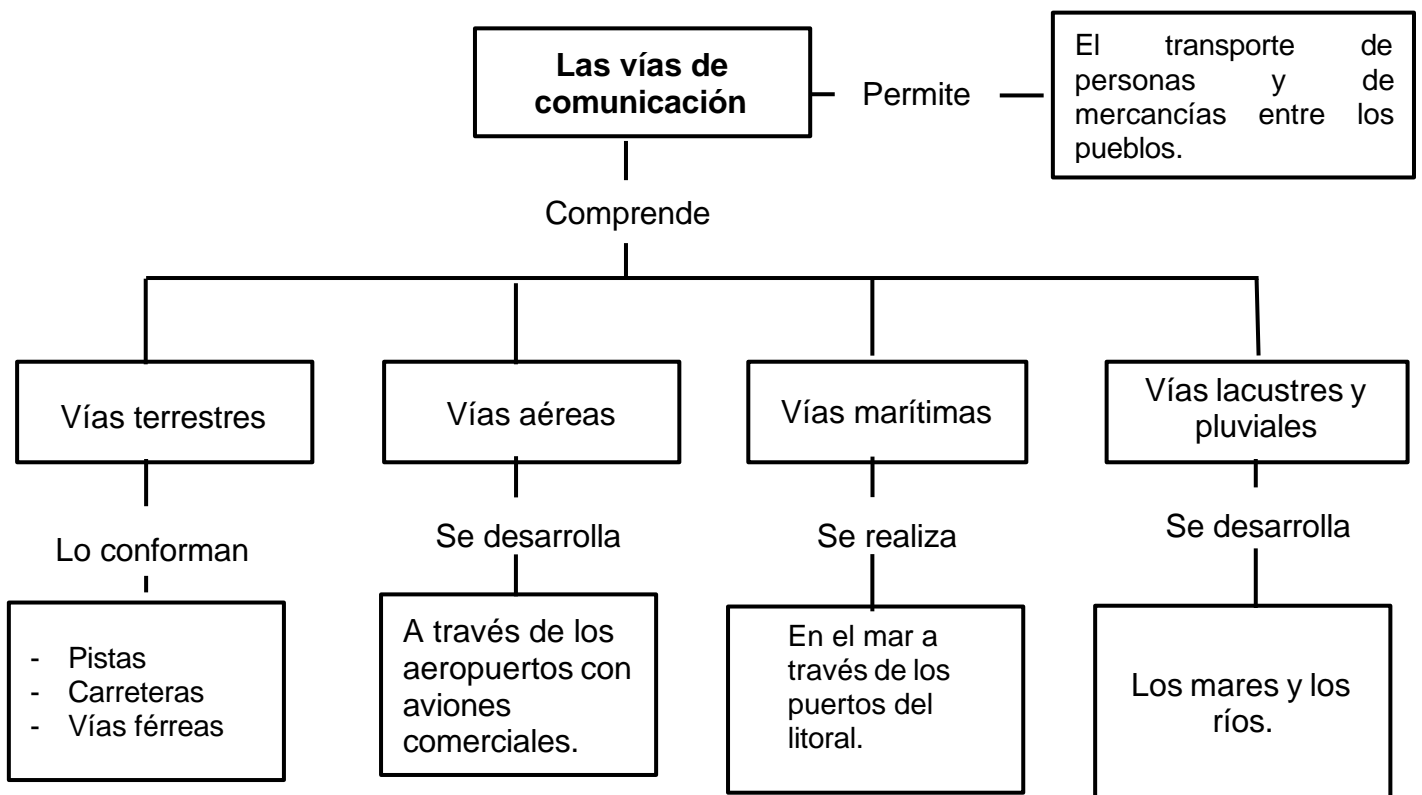 Las vías de
comunicación
Permite
El transporte de
personas y de
mercancías entre los
pueblos.
Comprende
Vías terrestres
Vías aéreas
Vías marítimas
Vías lacustres y
pluviales
Lo conforman
Se desarrolla
Se realiza
Se desarrolla
- Pistas
- Carreteras
- Vías férreas
A través de los
aeropuertos con
aviones
comerciales.
En el mar a
través de los
puertos del
litoral.
Los mares y los
ríos.